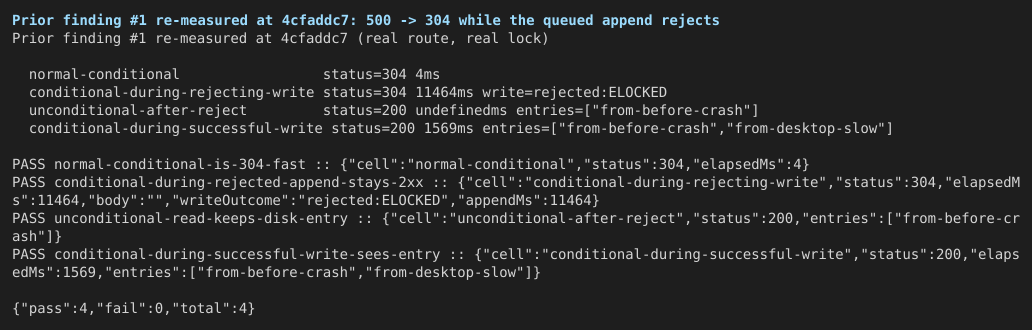 Prior finding #1 re-measured at 4cfaddc7: 500 -> 304 while the queued append rejects
Prior finding #1 re-measured at 4cfaddc7 (real route, real lock)
normal-conditional status=304 4ms
conditional-during-rejecting-write status=304 11464ms write=rejected:ELOCKED
unconditional-after-reject status=200 undefinedms entries=["from-before-crash"]
conditional-during-successful-write status=200 1569ms entries=["from-before-crash","from-desktop-slow"]
PASS normal-conditional-is-304-fast :: {"cell":"normal-conditional","status":304,"elapsedMs":4}
PASS conditional-during-rejected-append-stays-2xx :: {"cell":"conditional-during-rejecting-write","status":304,"elapsedM
s":11464,"body":"","writeOutcome":"rejected:ELOCKED","appendMs":11464}
PASS unconditional-read-keeps-disk-entry :: {"cell":"unconditional-after-reject","status":200,"entries":["from-before-cr
ash"]}
PASS conditional-during-successful-write-sees-entry :: {"cell":"conditional-during-successful-write","status":200,"elaps
edMs":1569,"entries":["from-before-crash","from-desktop-slow"]}
{"pass":4,"fail":0,"total":4}